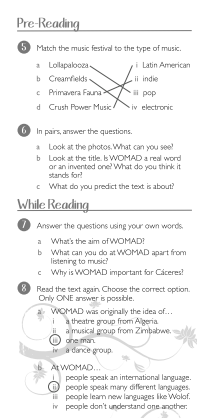 Pre-Reading
5 Match the music festival to the type of music.
a Lollapalooza i Latin American
b Creamfields ii indie
c Primavera Fauna iii pop
d Crush Power Music iv electronic
6 In pairs, answer the questions.
a Look at the photos. What can you see?
b Look at the title. Is WOMAD a real word
or an invented one? What do you think it
stands for?
c What do you predict the text is about?
While Reading
7 Answer the questions using your own words.
a What's the aim of WOMAD?
b What can you do at WOMAD apart from
listening to music?
c Why is WOMAD important for Cáceres?
8 Read the text again. Choose the correct option.
Only ONE answer is possible.
a WOMAD was originally the idea of…
i a theatre group from Algeria.
ii a musical group from Zimbabwe.
iii one man.
iv a dance group.
b At WOMAD…
i people speak an international language.
ii people speak many different languages.
iii people speak new languages like Wolof.
iv people don't understand one another.